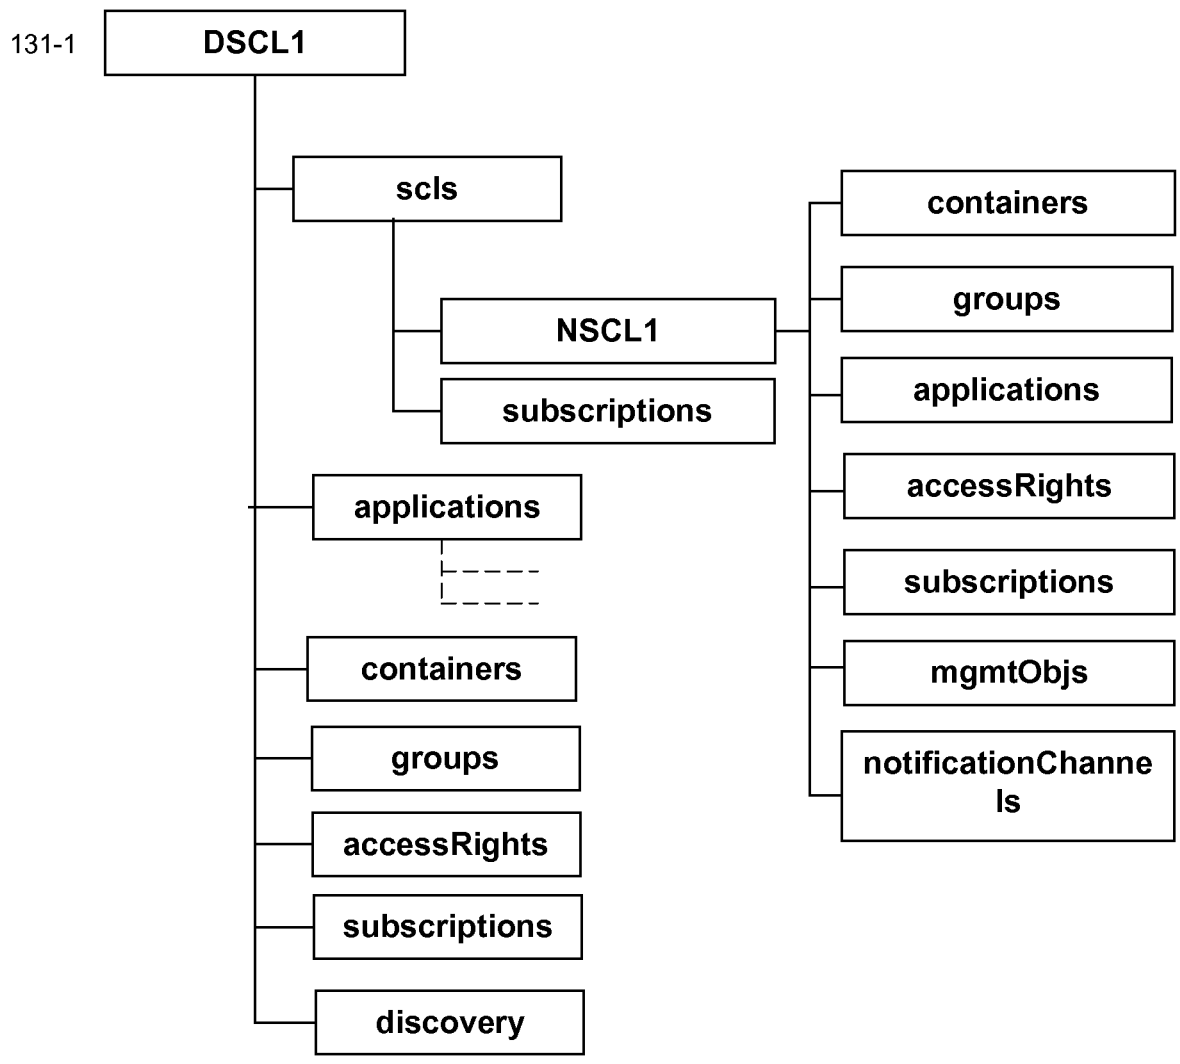 131-1
DSCL1
scls
NSCL1
subscriptions
applications
containers
groups
accessRights
subscriptions
discovery
containers
groups
applications
accessRights
subscriptions
mgmtObjs
notificationChanne
ls